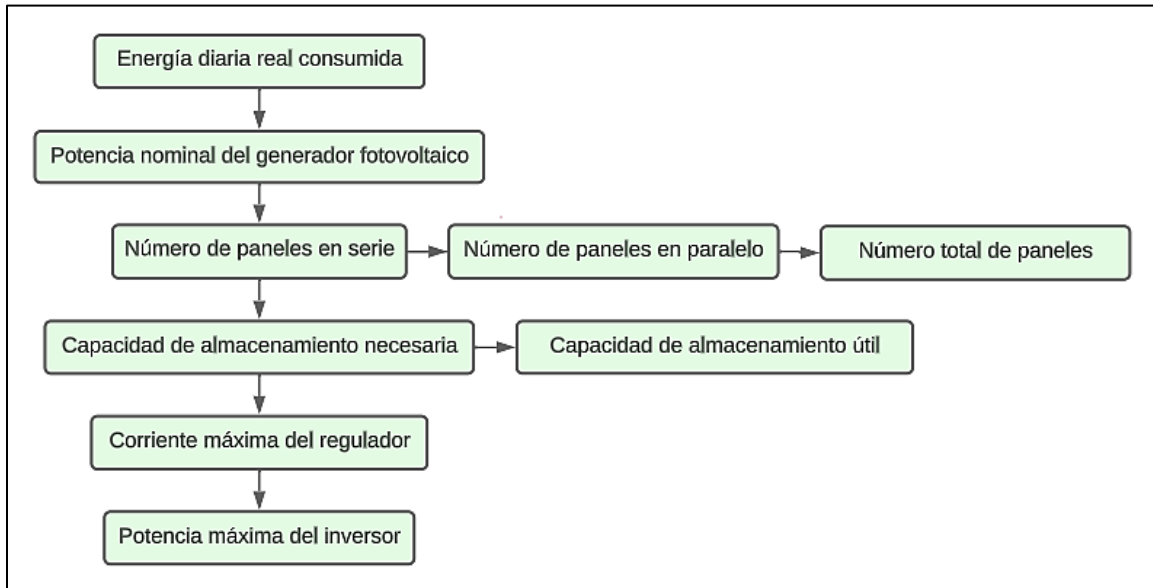 Energía diaria real consumida
Potencia nominal del generador fotovoltaico
Número de paneles en serie
Número de paneles en paralelo
Número total de paneles
Capacidad de almacenamiento necesaria
Capacidad de almacenamiento útil
Corriente máxima del regulador
Potencia máxima del inversor